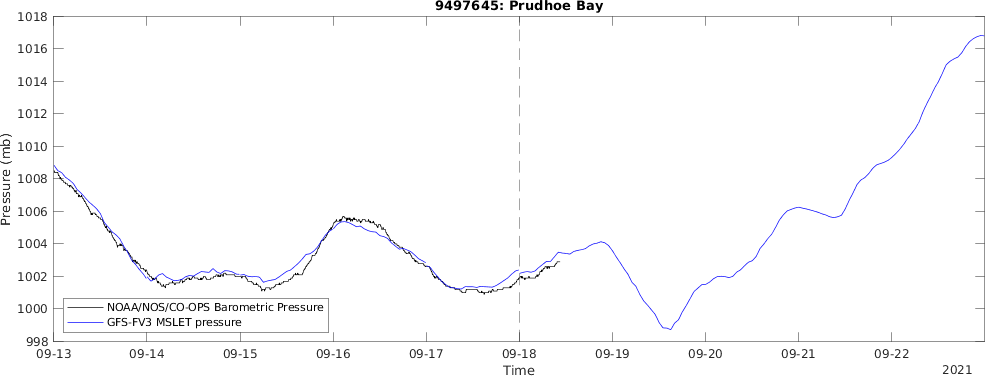 9497645: Prudhoe Bay
1018
1016
1014
1012
1010
1008
1006
1004
1002
1000
998
Pressure (mb)
NOAA/NOS/CO-OPS Barometric Pressure
GFS-FV3 MSLET pressure
09-13 09-14 09-15 09-16 09-17 09-18 09-19 09-20 09-21 09-22
Time
2021